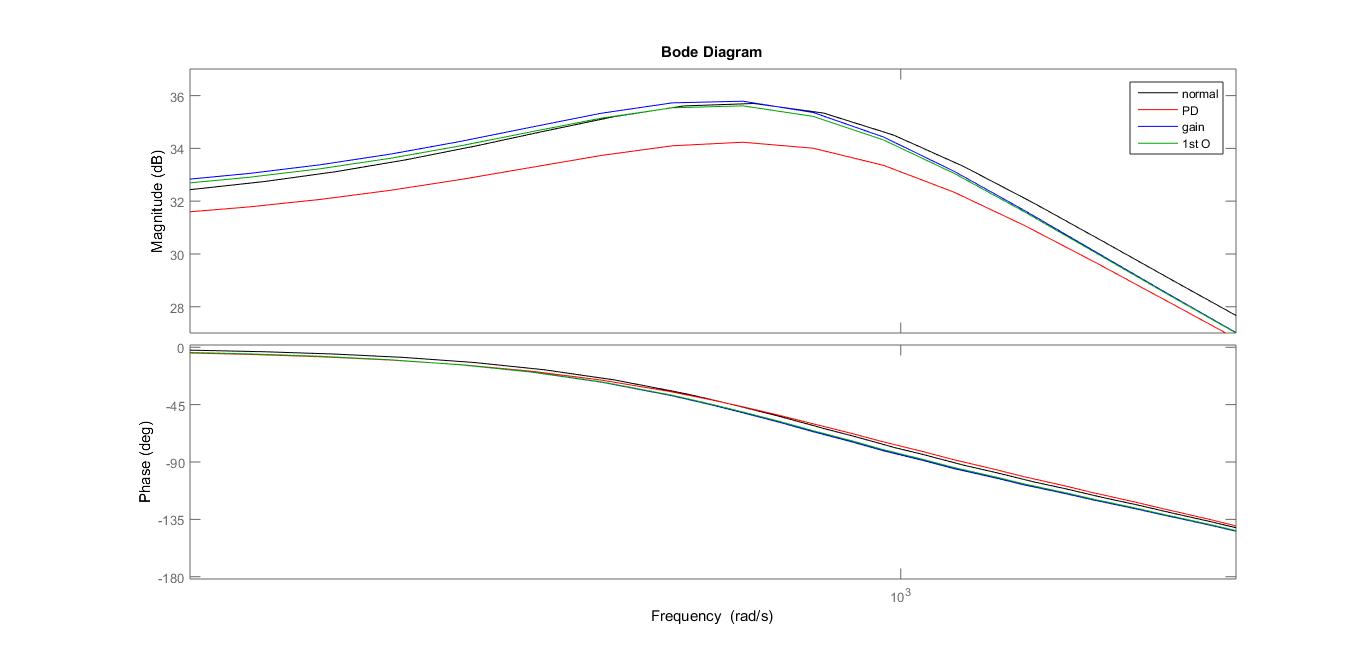 Bode Diagram
Magnitude (dB)
36
34
32
30
28
normal
PD
gain
1st O
Phase (deg)
0
-45
-90
-135
-180
10^3
Frequency (rad/s)